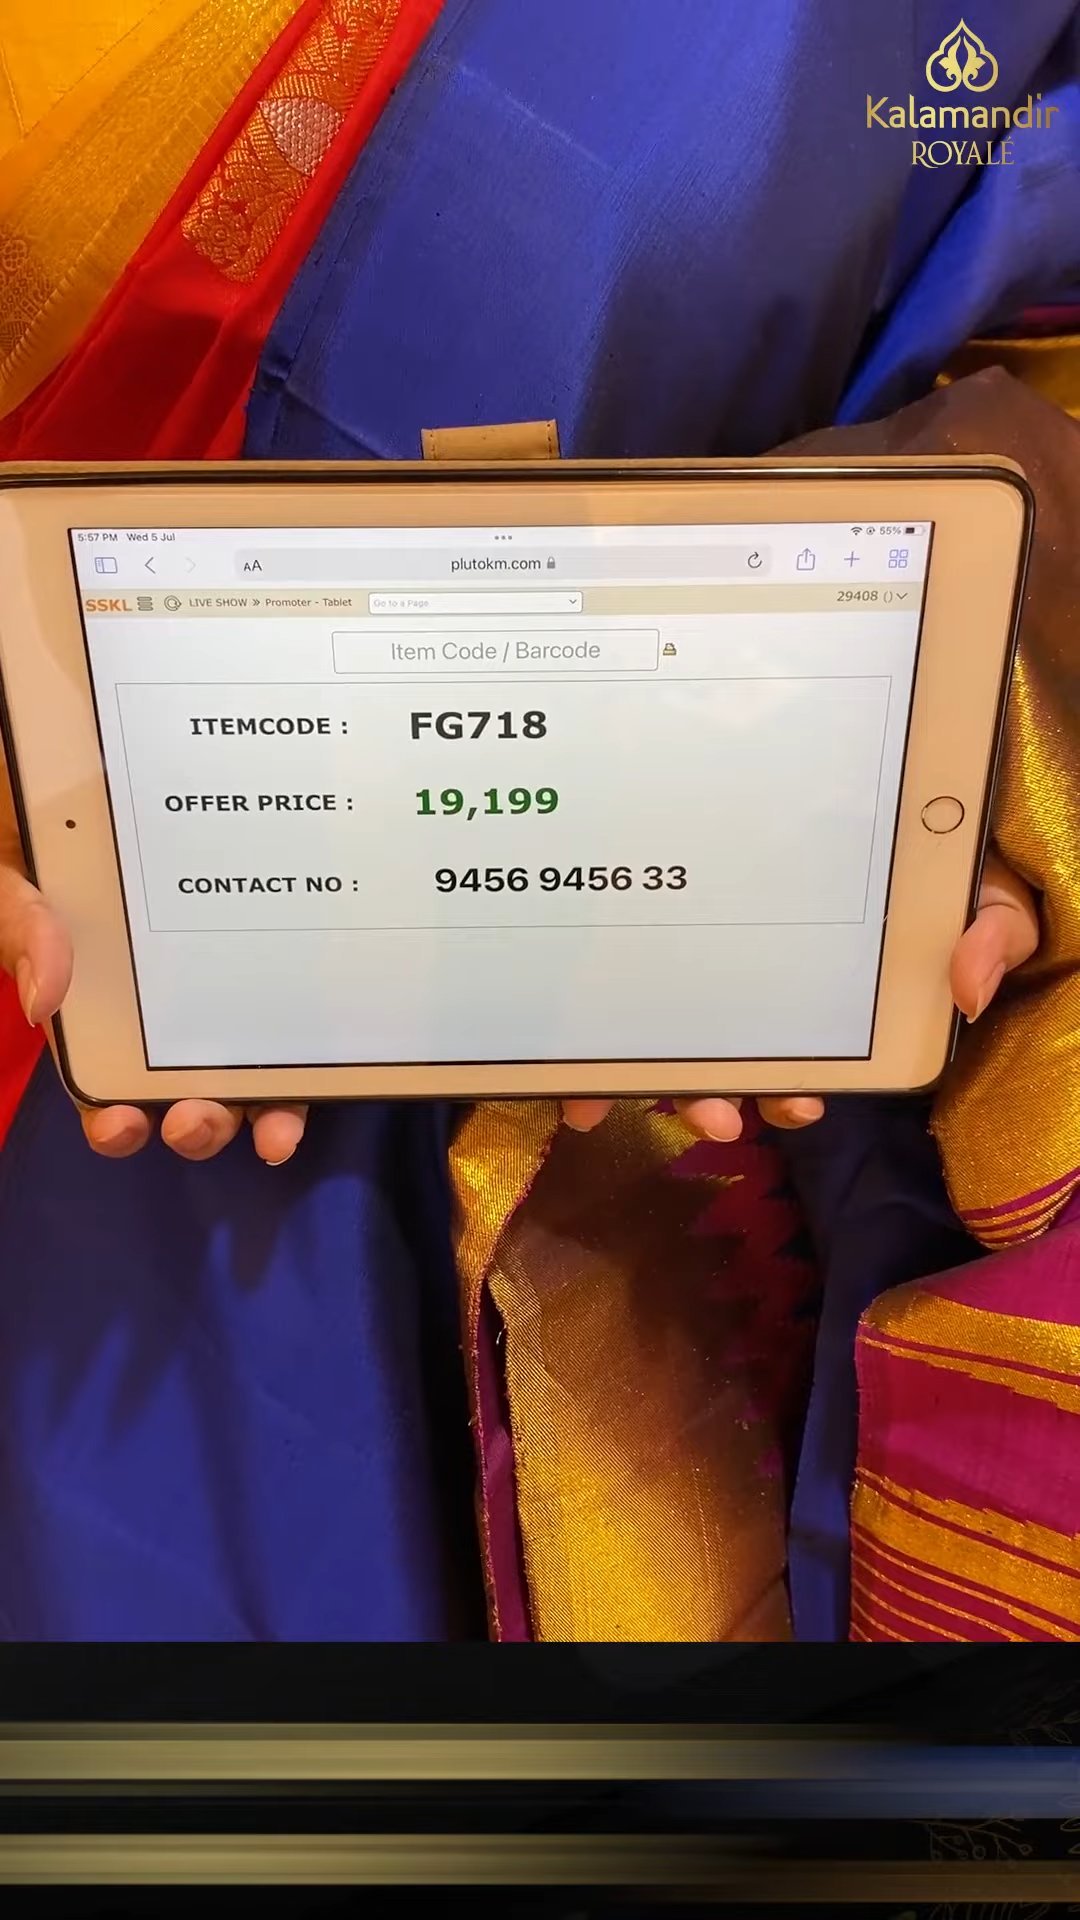 Kalamandir
ROYALÉ
5:57 PM Wed 5 Jul
55%
AA
plutokm.com
SSKL
LIVE SHOW » Promoter - Tablet
Go to a Page
29408 ()
Item Code / Barcode
ITEMCODE : FG718
OFFER PRICE : 19,199
CONTACT NO : 9456 9456 33